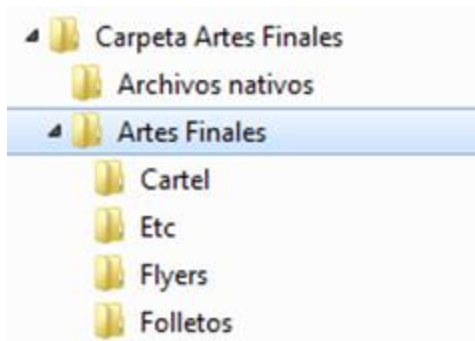 Carpeta Artes Finales
Archivos nativos
Artes Finales
Cartel
Etc
Flyers
Folletos